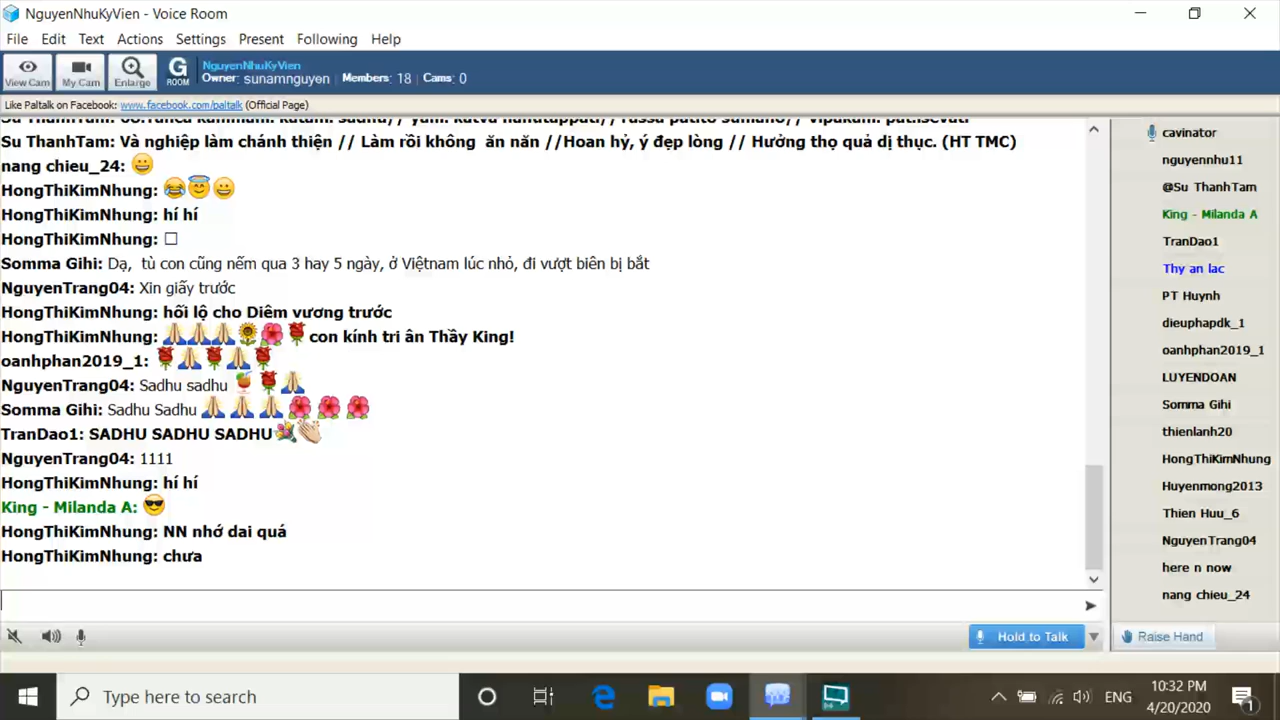 NguyenNhuKyVien - Voice Room
File Edit Text Actions Settings Present Following Help
View Cam My Cam Enlarge G ROOM
NguyenNhuKyVien
Owner: sunamnguyen Members: 18 Cams: 0
Like Paltalk on Facebook: www.facebook.com/paltalk (Official Page)
Su ThanhTam: Và nghiệp làm chánh thiện // Làm rồi không ăn năn //Hoan hỷ, ý đẹp lòng // Hưởng thọ quả dị thục. (HT TMC)
nang chieu_24: 😀
HongThiKimNhung: 😂😇😀
HongThiKimNhung: hí hí
HongThiKimNhung: □
Somma Gihi: Dạ, tù con cũng nếm qua 3 hay 5 ngày, ở Việtnam lúc nhỏ, đi vượt biên bị bắt
NguyenTrang04: Xin giấy trước
HongThiKimNhung: hối lộ cho Diêm vương trước
HongThiKimNhung: 🙏🙏🙏🌻🌺🌹con kính tri ân Thầy King!
oanhphan2019_1: 🌹🙏🌹🙏🌹
NguyenTrang04: Sadhu sadhu 🍹🌹🙏
Somma Gihi: Sadhu Sadhu 🙏🙏🙏🌺🌺🌺
TranDao1: SADHU SADHU SADHU💐👏
NguyenTrang04: 1111
HongThiKimNhung: hí hí
King - Milanda A: 😎
HongThiKimNhung: NN nhớ dai quá
HongThiKimNhung: chưa
cavinator
nguyennhu11
@Su ThanhTam
King - Milanda A
TranDao1
Thy an lac
PT Huynh
dieuphapdk_1
oanhphan2019_1
LUYENDOAN
Somma Gihi
thienlanh20
HongThiKimNhung
Huyenmong2013
Thien Huu_6
NguyenTrang04
here n now
nang chieu_24
Hold to Talk
Raise Hand
Type here to search
ENG
10:32 PM
4/20/2020
1